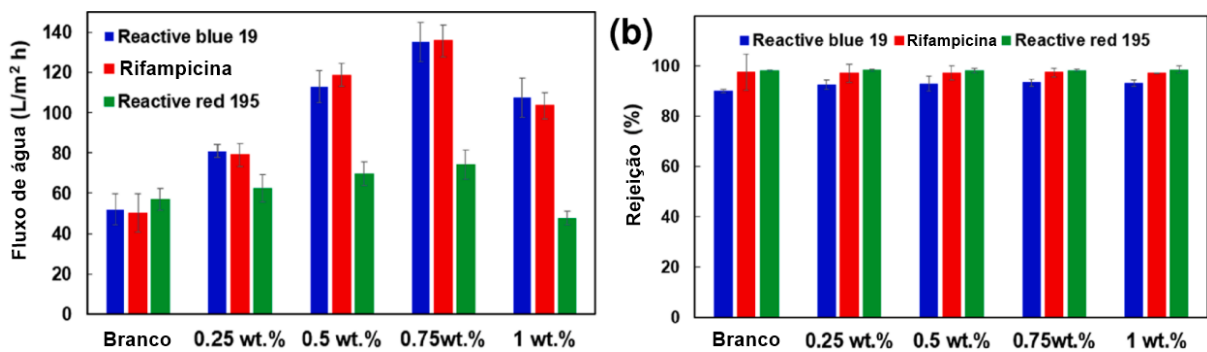 Fluxo de água (L/m² h)
140
120
100
80
60
40
20
0
Reactive blue 19
Rifampicina
Reactive red 195
Branco 0.25 wt.% 0.5 wt.% 0.75wt.% 1 wt.%
(b)
Rejeição (%)
100
80
60
40
20
0
Reactive blue 19 Rifampicina Reactive red 195
Branco 0.25 wt.% 0.5 wt.% 0.75wt.% 1 wt.%